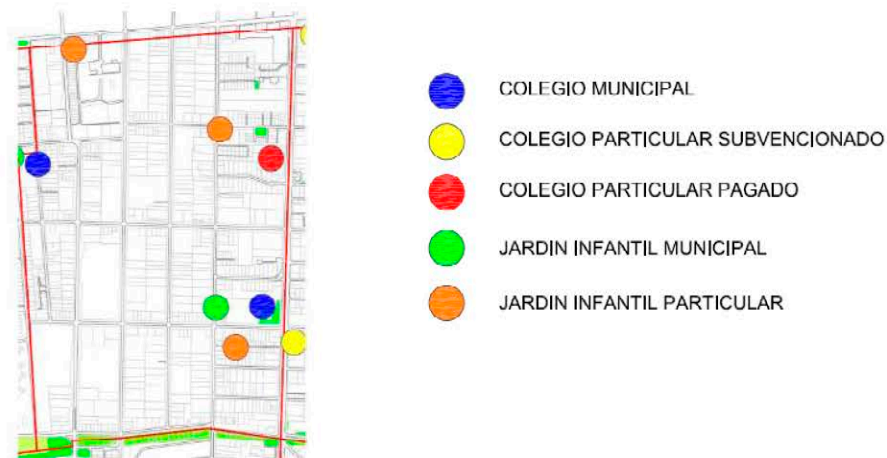 COLEGIO MUNICIPAL
COLEGIO PARTICULAR SUBVENCIONADO
COLEGIO PARTICULAR PAGADO
JARDIN INFANTIL MUNICIPAL
JARDIN INFANTIL PARTICULAR